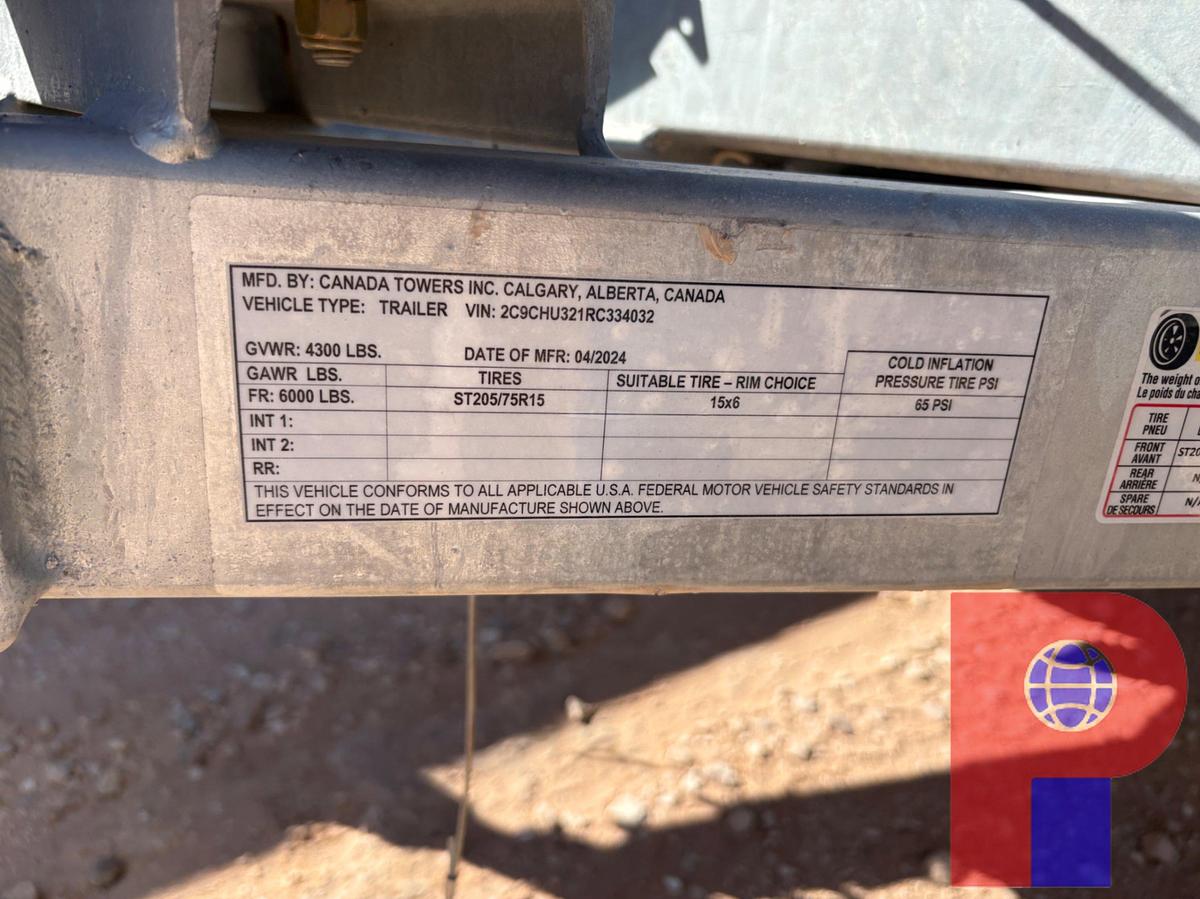 MFD. BY: CANADA TOWERS INC. CALGARY, ALBERTA, CANADA
VEHICLE TYPE: TRAILER VIN: 2C9CHU321RC334032
GVWR: 4300 LBS. DATE OF MFR: 04/2024
GAWR LBS. TIRES SUITABLE TIRE – RIM CHOICE COLD INFLATION PRESSURE TIRE PSI
FR: 6000 LBS. ST205/75R15 15x6 65 PSI
INT 1:
INT 2:
RR:
THIS VEHICLE CONFORMS TO ALL APPLICABLE U.S.A. FEDERAL MOTOR VEHICLE SAFETY STANDARDS IN
EFFECT ON THE DATE OF MANUFACTURE SHOWN ABOVE.
The weight
Le poids du
TIRE
PNEU
FRONT
AVANT
REAR
ARRIÈRE
SPARE
DE SECOURS